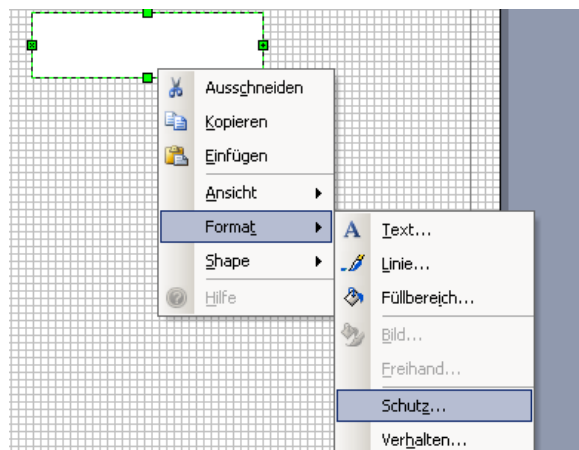 Ausschneiden
Kopieren
Einfügen
Ansicht
Format
Shape
Hilfe
Text...
Linie...
Füllbereich...
Bild...
Freihand...
Schutz...
Verhalten...